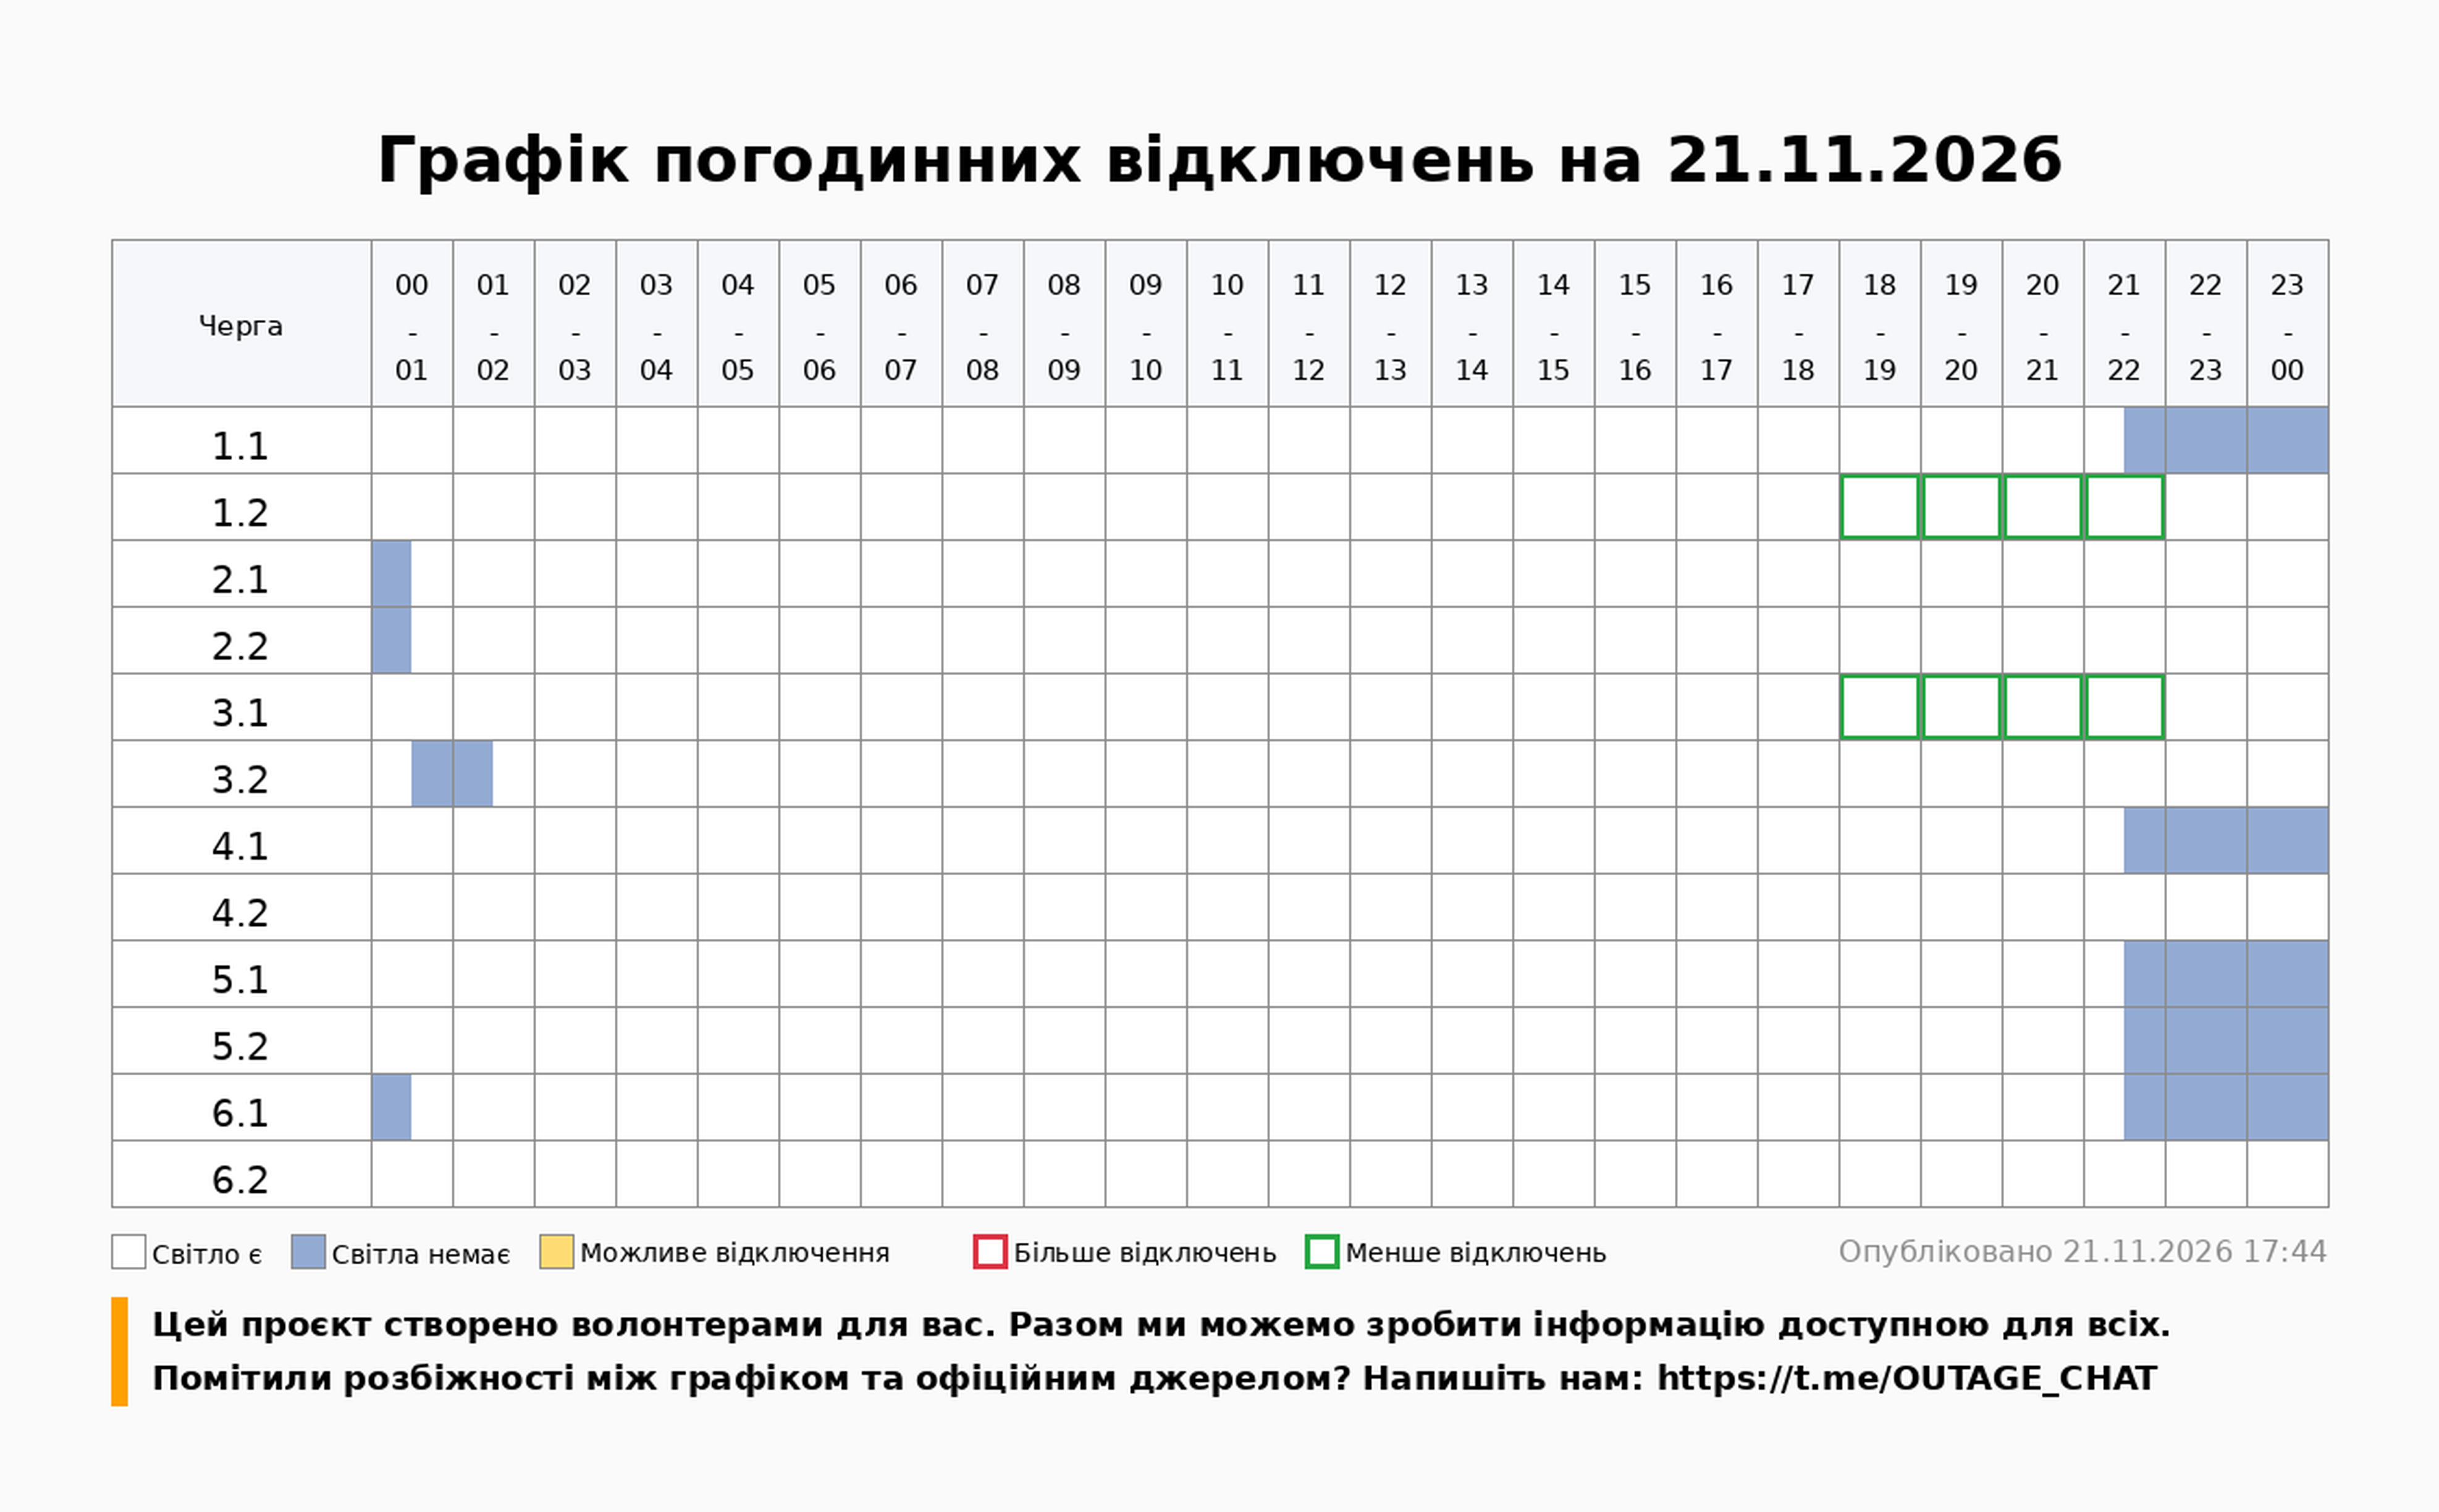 Графік погодинних відключень на 21.11.2026
Черга
00 - 01
01 - 02
02 - 03
03 - 04
04 - 05
05 - 06
06 - 07
07 - 08
08 - 09
09 - 10
10 - 11
11 - 12
12 - 13
13 - 14
14 - 15
15 - 16
16 - 17
17 - 18
18 - 19
19 - 20
20 - 21
21 - 22
22 - 23
23 - 00
1.1
1.2
2.1
2.2
3.1
3.2
4.1
4.2
5.1
5.2
6.1
6.2
Світло є
Світла немає
Можливе відключення
Більше відключень
Менше відключень
Опубліковано 21.11.2026 17:44
Цей проєкт створено волонтерами для вас. Разом ми можемо зробити інформацію доступною для всіх.
Помітили розбіжності між графіком та офіційним джерелом? Напишіть нам: https://t.me/OUTAGE_CHAT